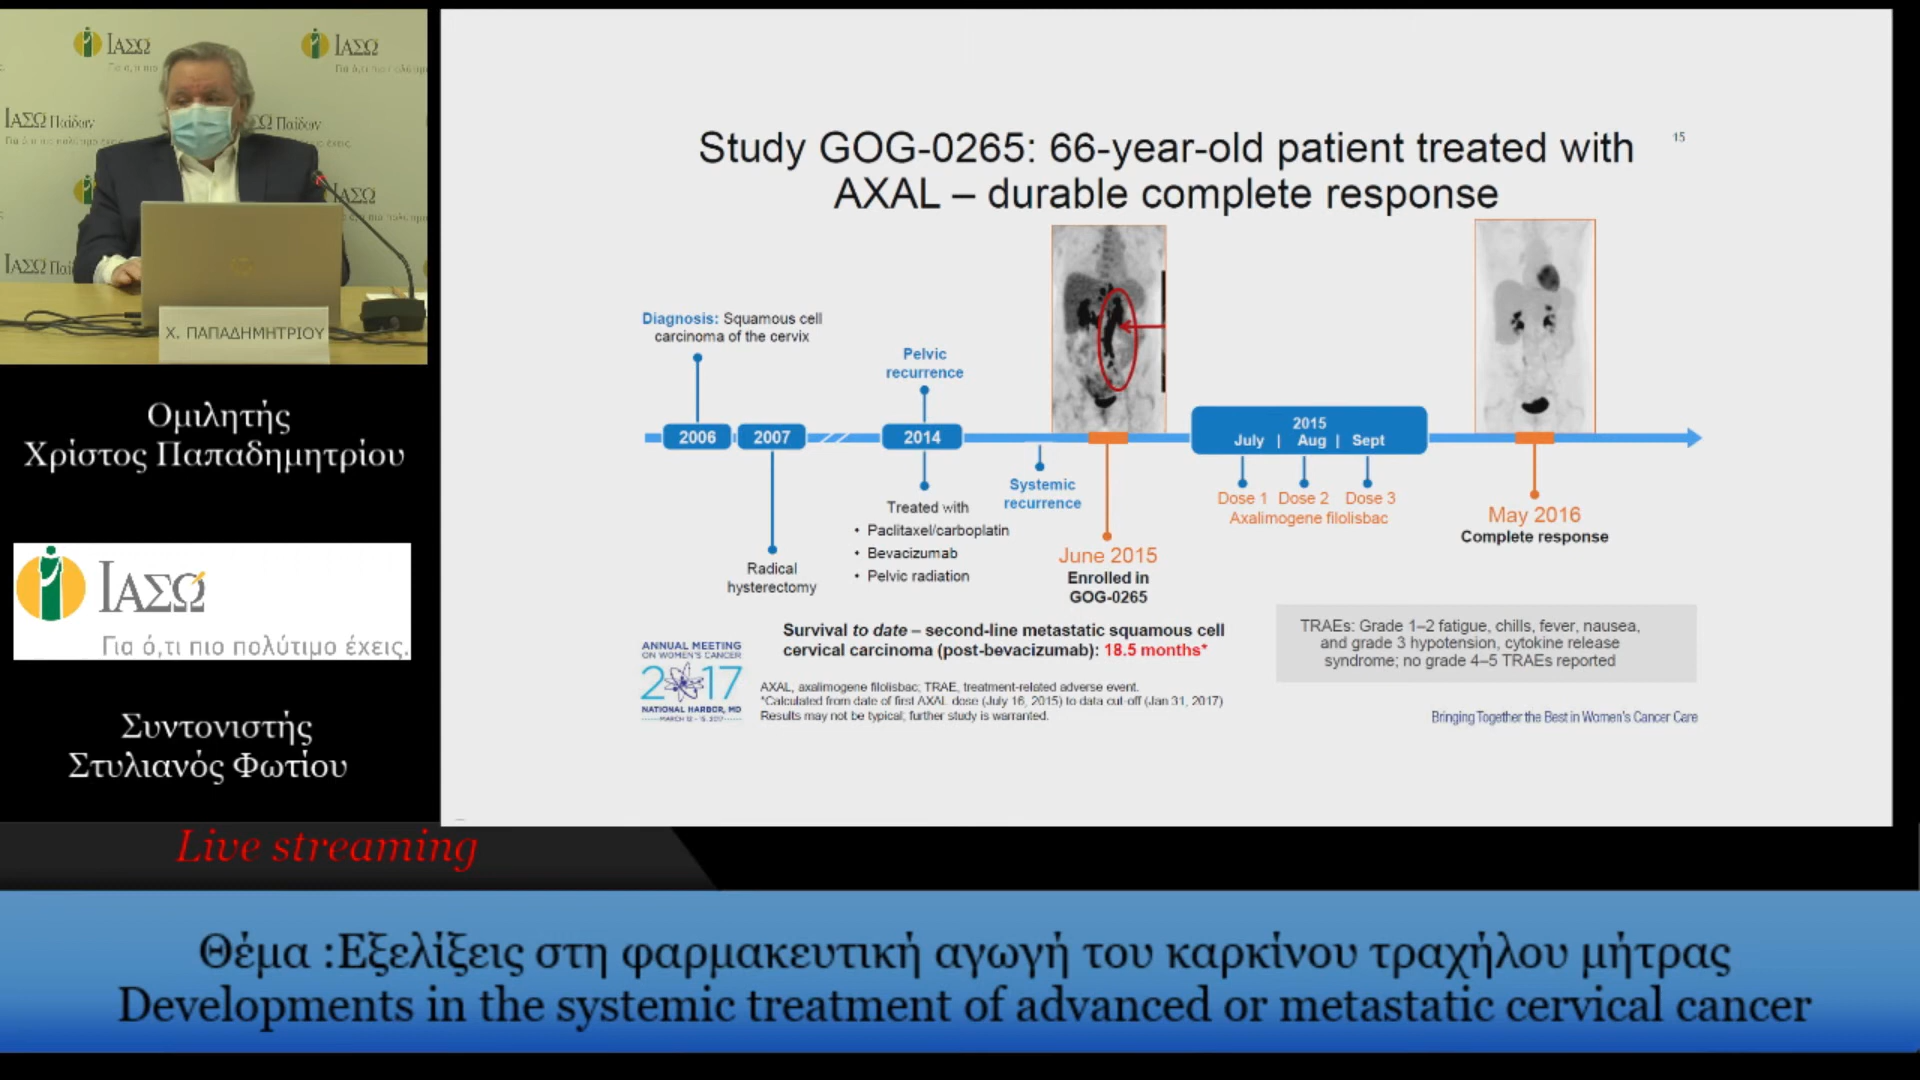 ΙΑΣΩ
ΙΑΣΩ
ΙΑΣΩ Παίδων
ΣΩ Παίδων
ΙΑΣΩ
ΙΑΣΩ Παί
Χ. ΠΑΠΑΔΗΜΗΤΡΙΟΥ
Ομιλητής
Χρίστος Παπαδημητρίου
ΙΑΣΩ
Για ό,τι πιο πολύτιμο έχεις.
Συντονιστής
Στυλιανός Φωτίου
Live streaming
Study GOG-0265: 66-year-old patient treated with
AXAL – durable complete response
15
Diagnosis: Squamous cell
carcinoma of the cervix
Pelvic
recurrence
2006
2007
2014
2015
July | Aug | Sept
Radical
hysterectomy
Treated with
• Paclitaxel/carboplatin
• Bevacizumab
• Pelvic radiation
Systemic
recurrence
June 2015
Enrolled in
GOG-0265
Dose 1 Dose 2 Dose 3
Axalimogene filolisbac
May 2016
Complete response
Survival to date – second-line metastatic squamous cell
cervical carcinoma (post-bevacizumab): 18.5 months*
TRAEs: Grade 1–2 fatigue, chills, fever, nausea,
and grade 3 hypotension, cytokine release
syndrome; no grade 4–5 TRAEs reported
ANNUAL MEETING
ON WOMEN'S CANCER
2017
NATIONAL HARBOR, MD
MARCH 12 - 15, 2017
AXAL, axalimogene filolisbac; TRAE, treatment-related adverse event.
*Calculated from date of first AXAL dose (July 16, 2015) to data cut-off (Jan 31, 2017)
Results may not be typical; further study is warranted.
Bringing Together the Best in Women's Cancer Care
Θέμα :Εξελίξεις στη φαρμακευτική αγωγή του καρκίνου τραχήλου μήτρας
Developments in the systemic treatment of advanced or metastatic cervical cancer